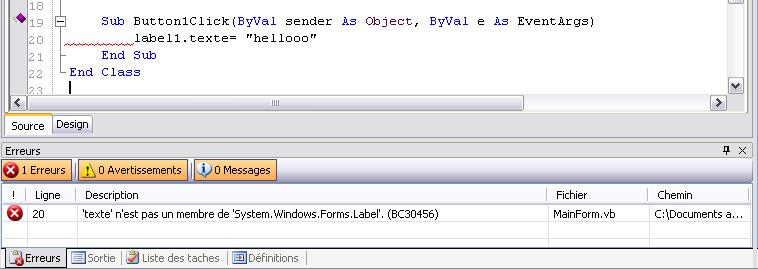 18
19 Sub Button1Click(ByVal sender As Object, ByVal e As EventArgs)
20 label1.texte= "hellooo"
21 End Sub
22 End Class
23
Source Design
Erreurs
1 Erreurs 0 Avertissements 0 Messages
! Ligne Description Fichier Chemin
20 'texte' n'est pas un membre de 'System.Windows.Forms.Label'. (BC30456) MainForm.vb C:\Documents a...
Erreurs Sortie Liste des taches Définitions